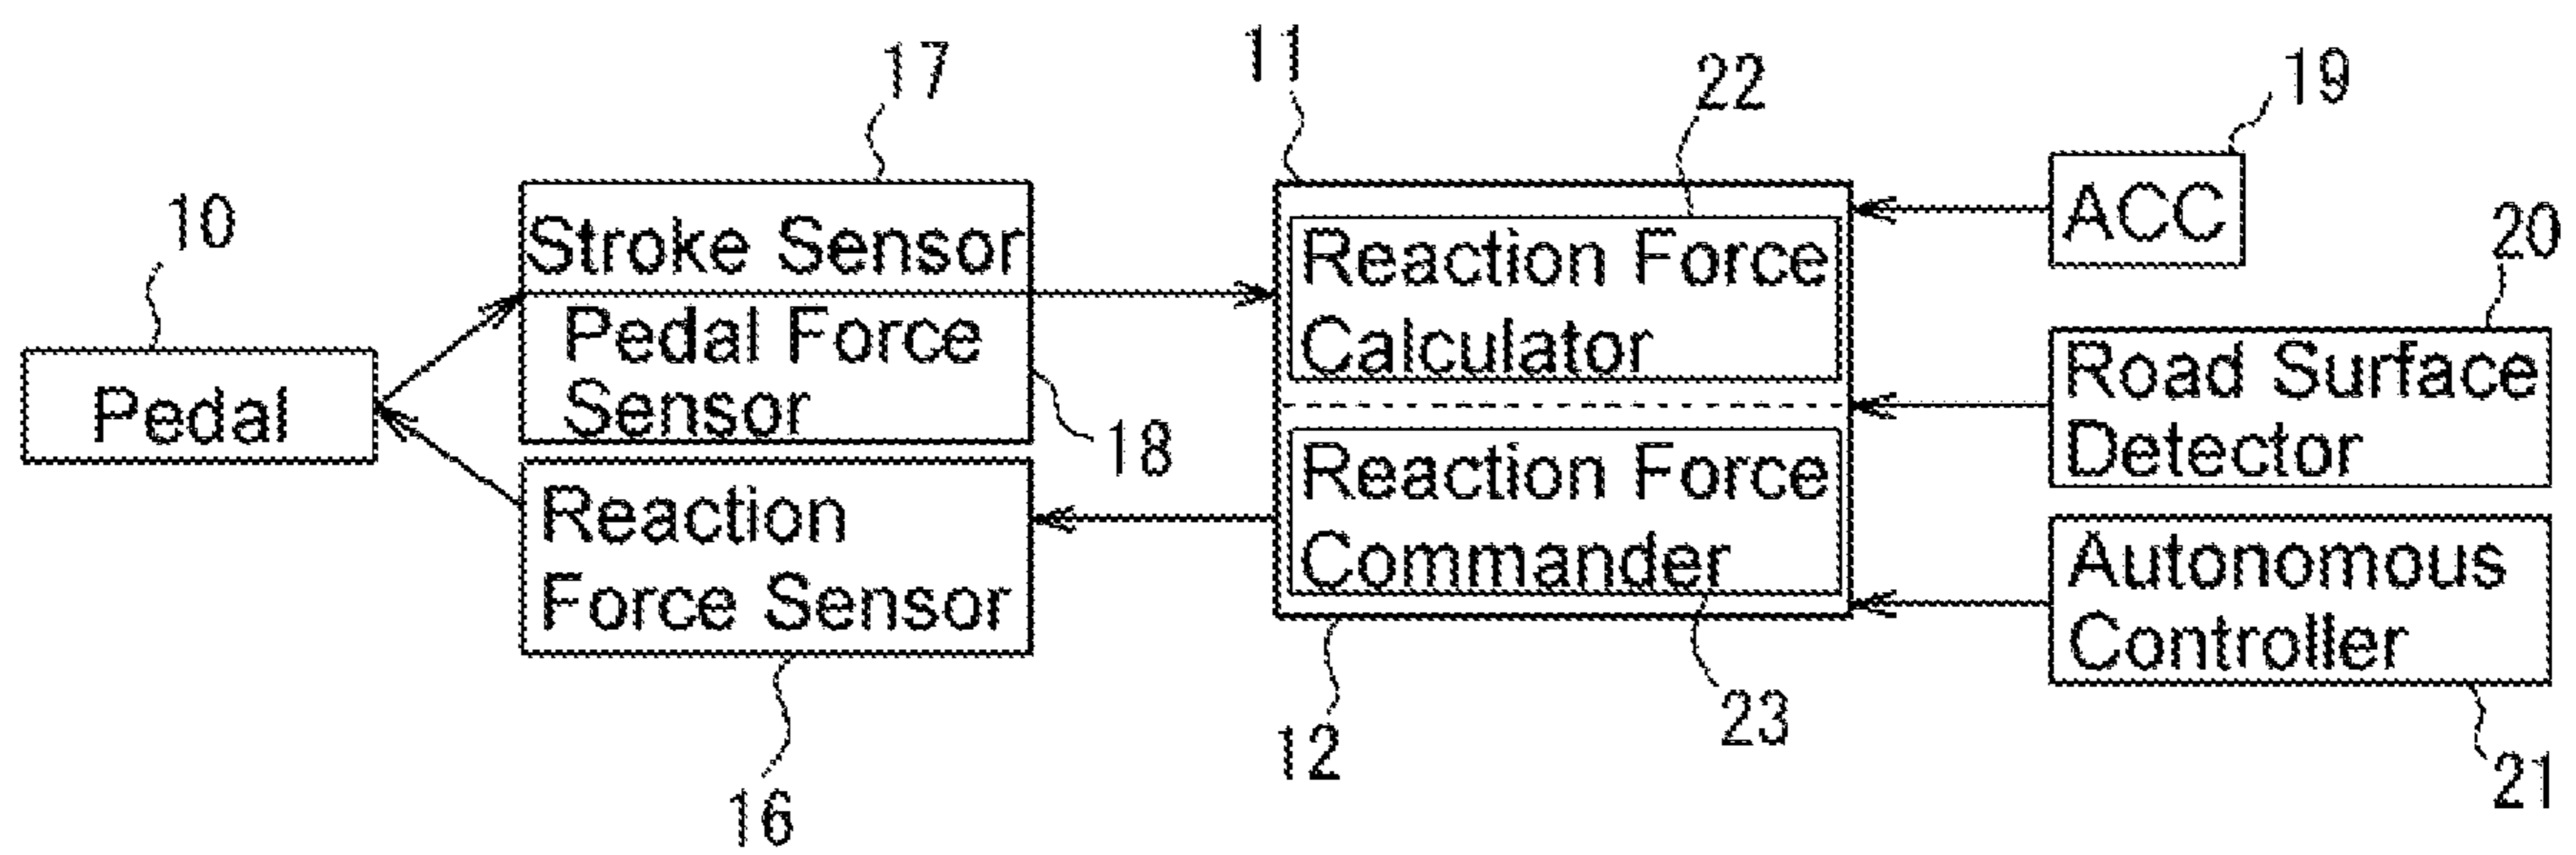 10
Pedal
17
Stroke Sensor
Pedal Force
Sensor
18
Reaction
Force Sensor
16
11
22
Reaction Force
Calculator
Reaction Force
Commander
12
23
19
ACC
20
Road Surface
Detector
Autonomous
Controller
21